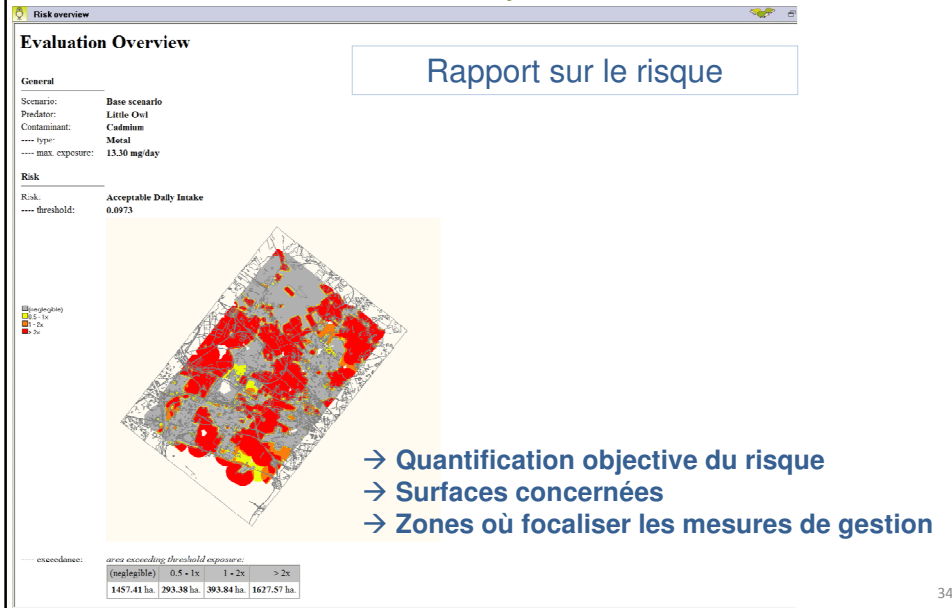 Risk overview
Evaluation Overview
Rapport sur le risque
General
Scenario: Base scenario
Predator: Little Owl
Contaminant: Cadmium
---- type: Metal
---- max. exposure: 13.30 mg/day
Risk
Risk: Acceptable Daily Intake
---- threshold: 0.0973
(neglegible)
0.5 - 1x
1 - 2x
> 2x
→ Quantification objective du risque
→ Surfaces concernées
→ Zones où focaliser les mesures de gestion
---- exceedance: area exceeding threshold exposure:
(neglegible) 0.5 - 1x 1 - 2x > 2x
1457.41 ha. 293.38 ha. 393.84 ha. 1627.57 ha.
34